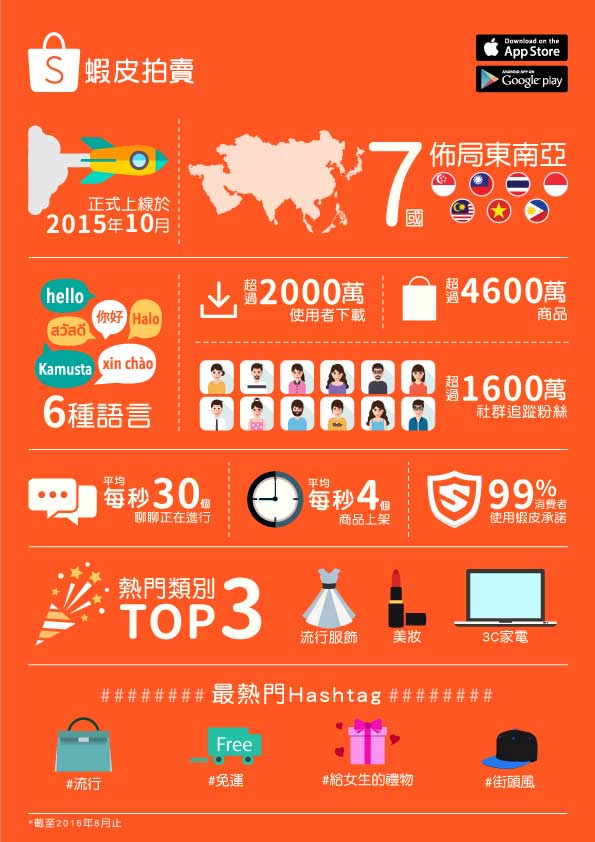 S
蝦皮拍賣
Download on the
App Store
ANDROID APP ON
Google play
正式上線於
2015年10月
7國
佈局東南亞
hello
你好
Halo
สวัสดี
Kamusta
xin chào
6種語言
超過2000萬
使用者下載
超過4600萬
商品
超過1600萬
社群追蹤粉絲
平均
每秒30個
聊聊正在進行
平均
每秒4個
商品上架
S
99%
消費者
使用蝦皮承諾
熱門類別
TOP3
流行服飾
美妝
3C家電
######## 最熱門Hashtag ########
Free
#流行
#免運
#給女生的禮物
#街頭風
*截至2016年8月止